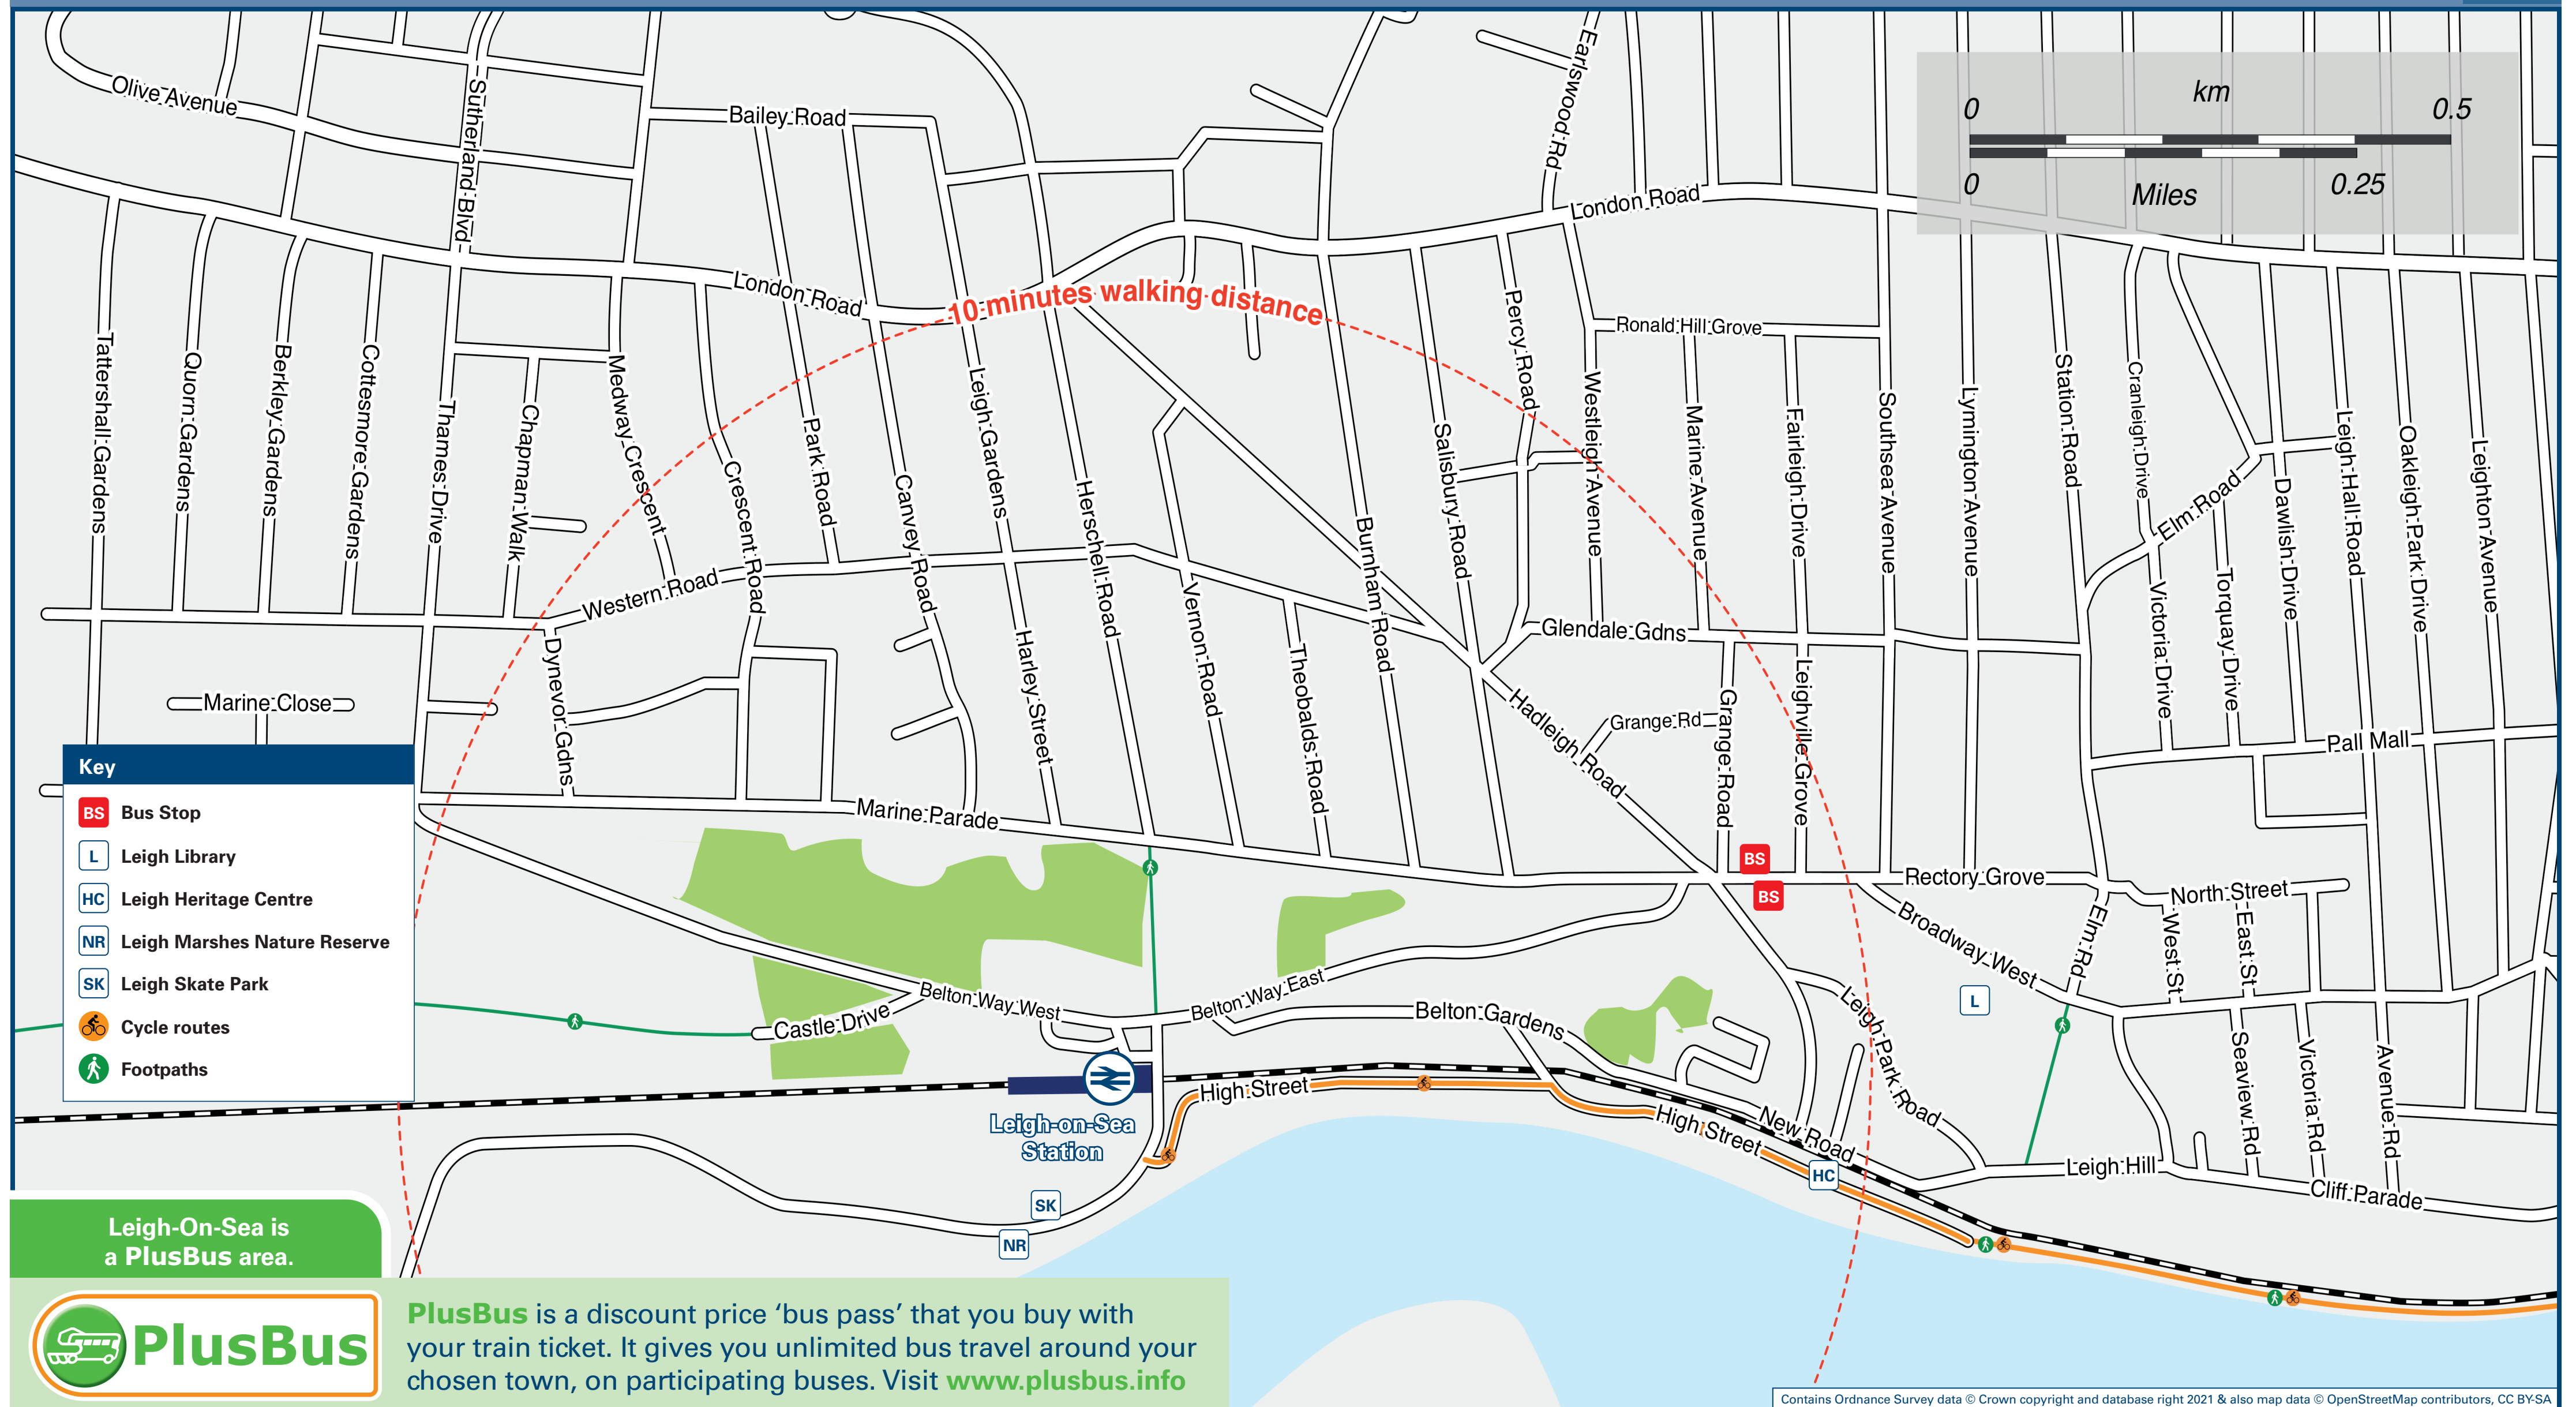 Olive Avenue
Sutherland Blvd
Bailey Road
Earlswood Rd
km
0
0.5
0
Miles
0.25
London Road
London Road
10 minutes walking distance
Tattershall Gardens
Quorn Gardens
Berkley Gardens
Cottesmore Gardens
Thames Drive
Chapman Walk
Medway Crescent
Crescent Road
Park Road
Canvey Road
Leigh Gardens
Herschell Road
Burnham Road
Salisbury Road
Percy Road
Westleigh Avenue
Ronald Hill Grove
Marine Avenue
Fairleigh Drive
Southsea Avenue
Lymington Avenue
Station Road
Cranleigh Drive
Elm Road
Dawlish Drive
Leigh Hall Road
Oakleigh Park Drive
Leighton Avenue
Western Road
Dynevor Gdns
Harley Street
Vernon Road
Theobalds Road
Glendale Gdns
Victoria Drive
Torquay Drive
Marine Close
Hadleigh Road
Grange Rd
Grange Road
Leighville Grove
Pall Mall
Key
BS Bus Stop
L Leigh Library
HC Leigh Heritage Centre
NR Leigh Marshes Nature Reserve
SK Leigh Skate Park
Cycle routes
Footpaths
Marine Parade
BS
BS
Rectory Grove
North Street
Broadway West
Elm Rd
West St
East St
Belton Way West
Belton Way East
Castle Drive
Belton Gardens
Leigh Park Road
L
Seaview Rd
Victoria Rd
Avenue Rd
High Street
Leigh-on-Sea
Station
High Street
New Road
HC
Leigh Hill
Cliff Parade
SK
NR
Leigh-On-Sea is
a PlusBus area.
PlusBus
PlusBus is a discount price ‘bus pass’ that you buy with
your train ticket. It gives you unlimited bus travel around your
chosen town, on participating buses. Visit www.plusbus.info
Contains Ordnance Survey data © Crown copyright and database right 2021 & also map data © OpenStreetMap contributors, CC BY-SA